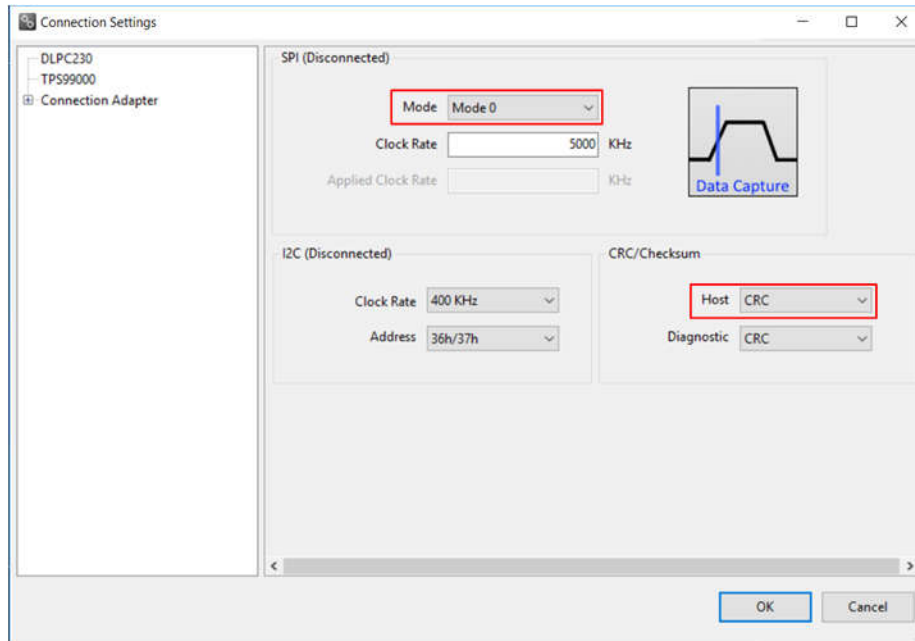 Connection Settings
DLPC230
TPS99000
Connection Adapter
SPI (Disconnected)
Mode Mode 0
Clock Rate 5000 KHz
Applied Clock Rate KHz
Data Capture
I2C (Disconnected)
Clock Rate 400 KHz
Address 36h/37h
CRC/Checksum
Host CRC
Diagnostic CRC
OK Cancel